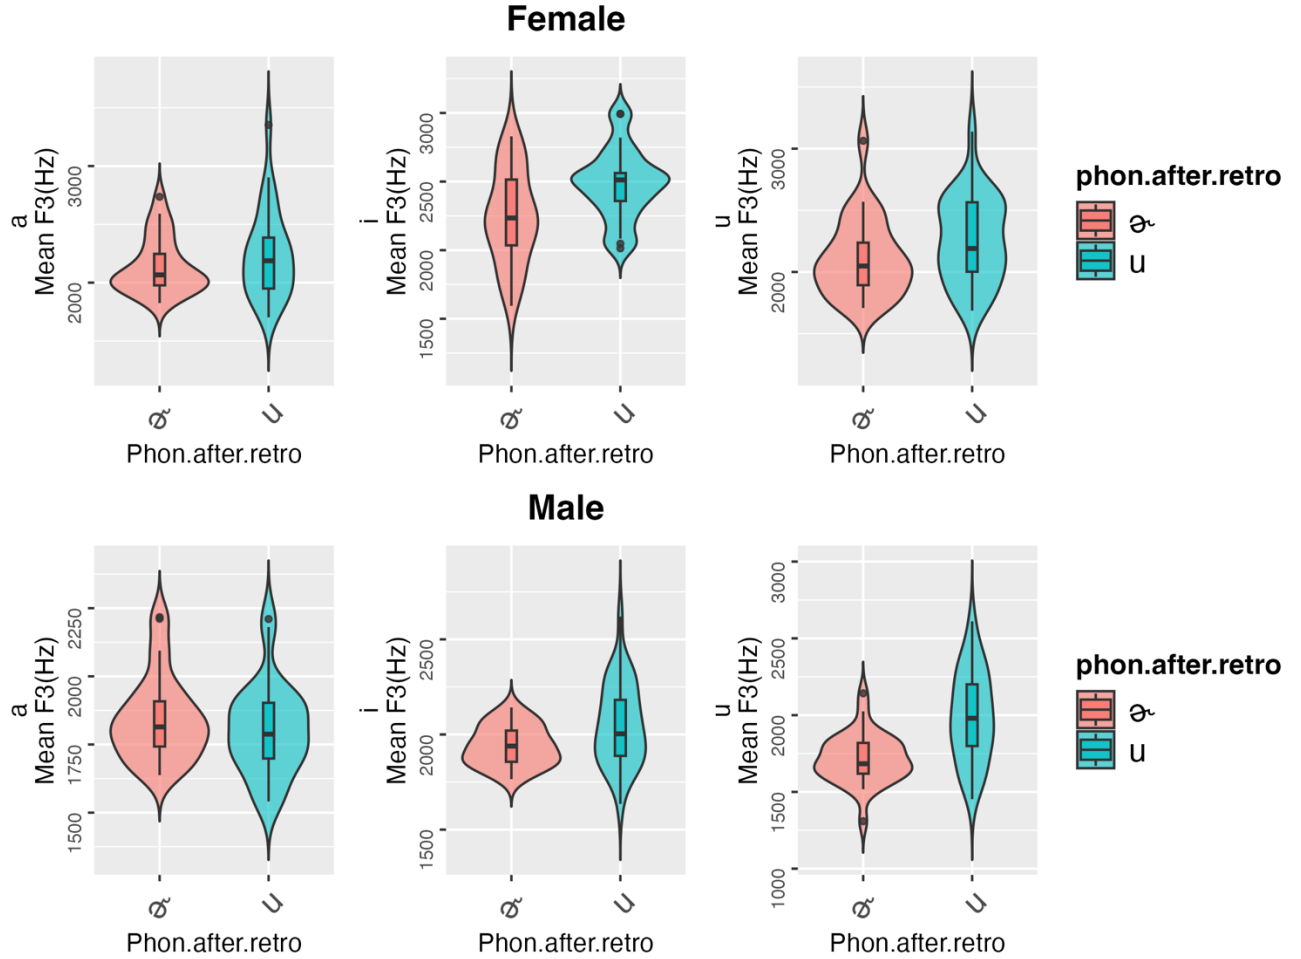 Female
a
Mean F3(Hz)
3000
2000
ɚ
u
Phon.after.retro
i
Mean F3(Hz)
3000
2500
2000
1500
ɚ
u
Phon.after.retro
u
Mean F3(Hz)
3000
2000
ɚ
u
Phon.after.retro
phon.after.retro
ɚ
u
Male
a
Mean F3(Hz)
2250
2000
1750
1500
ɚ
u
Phon.after.retro
i
Mean F3(Hz)
2500
2000
1500
ɚ
u
Phon.after.retro
u
Mean F3(Hz)
3000
2500
2000
1500
1000
ɚ
u
Phon.after.retro
phon.after.retro
ɚ
u